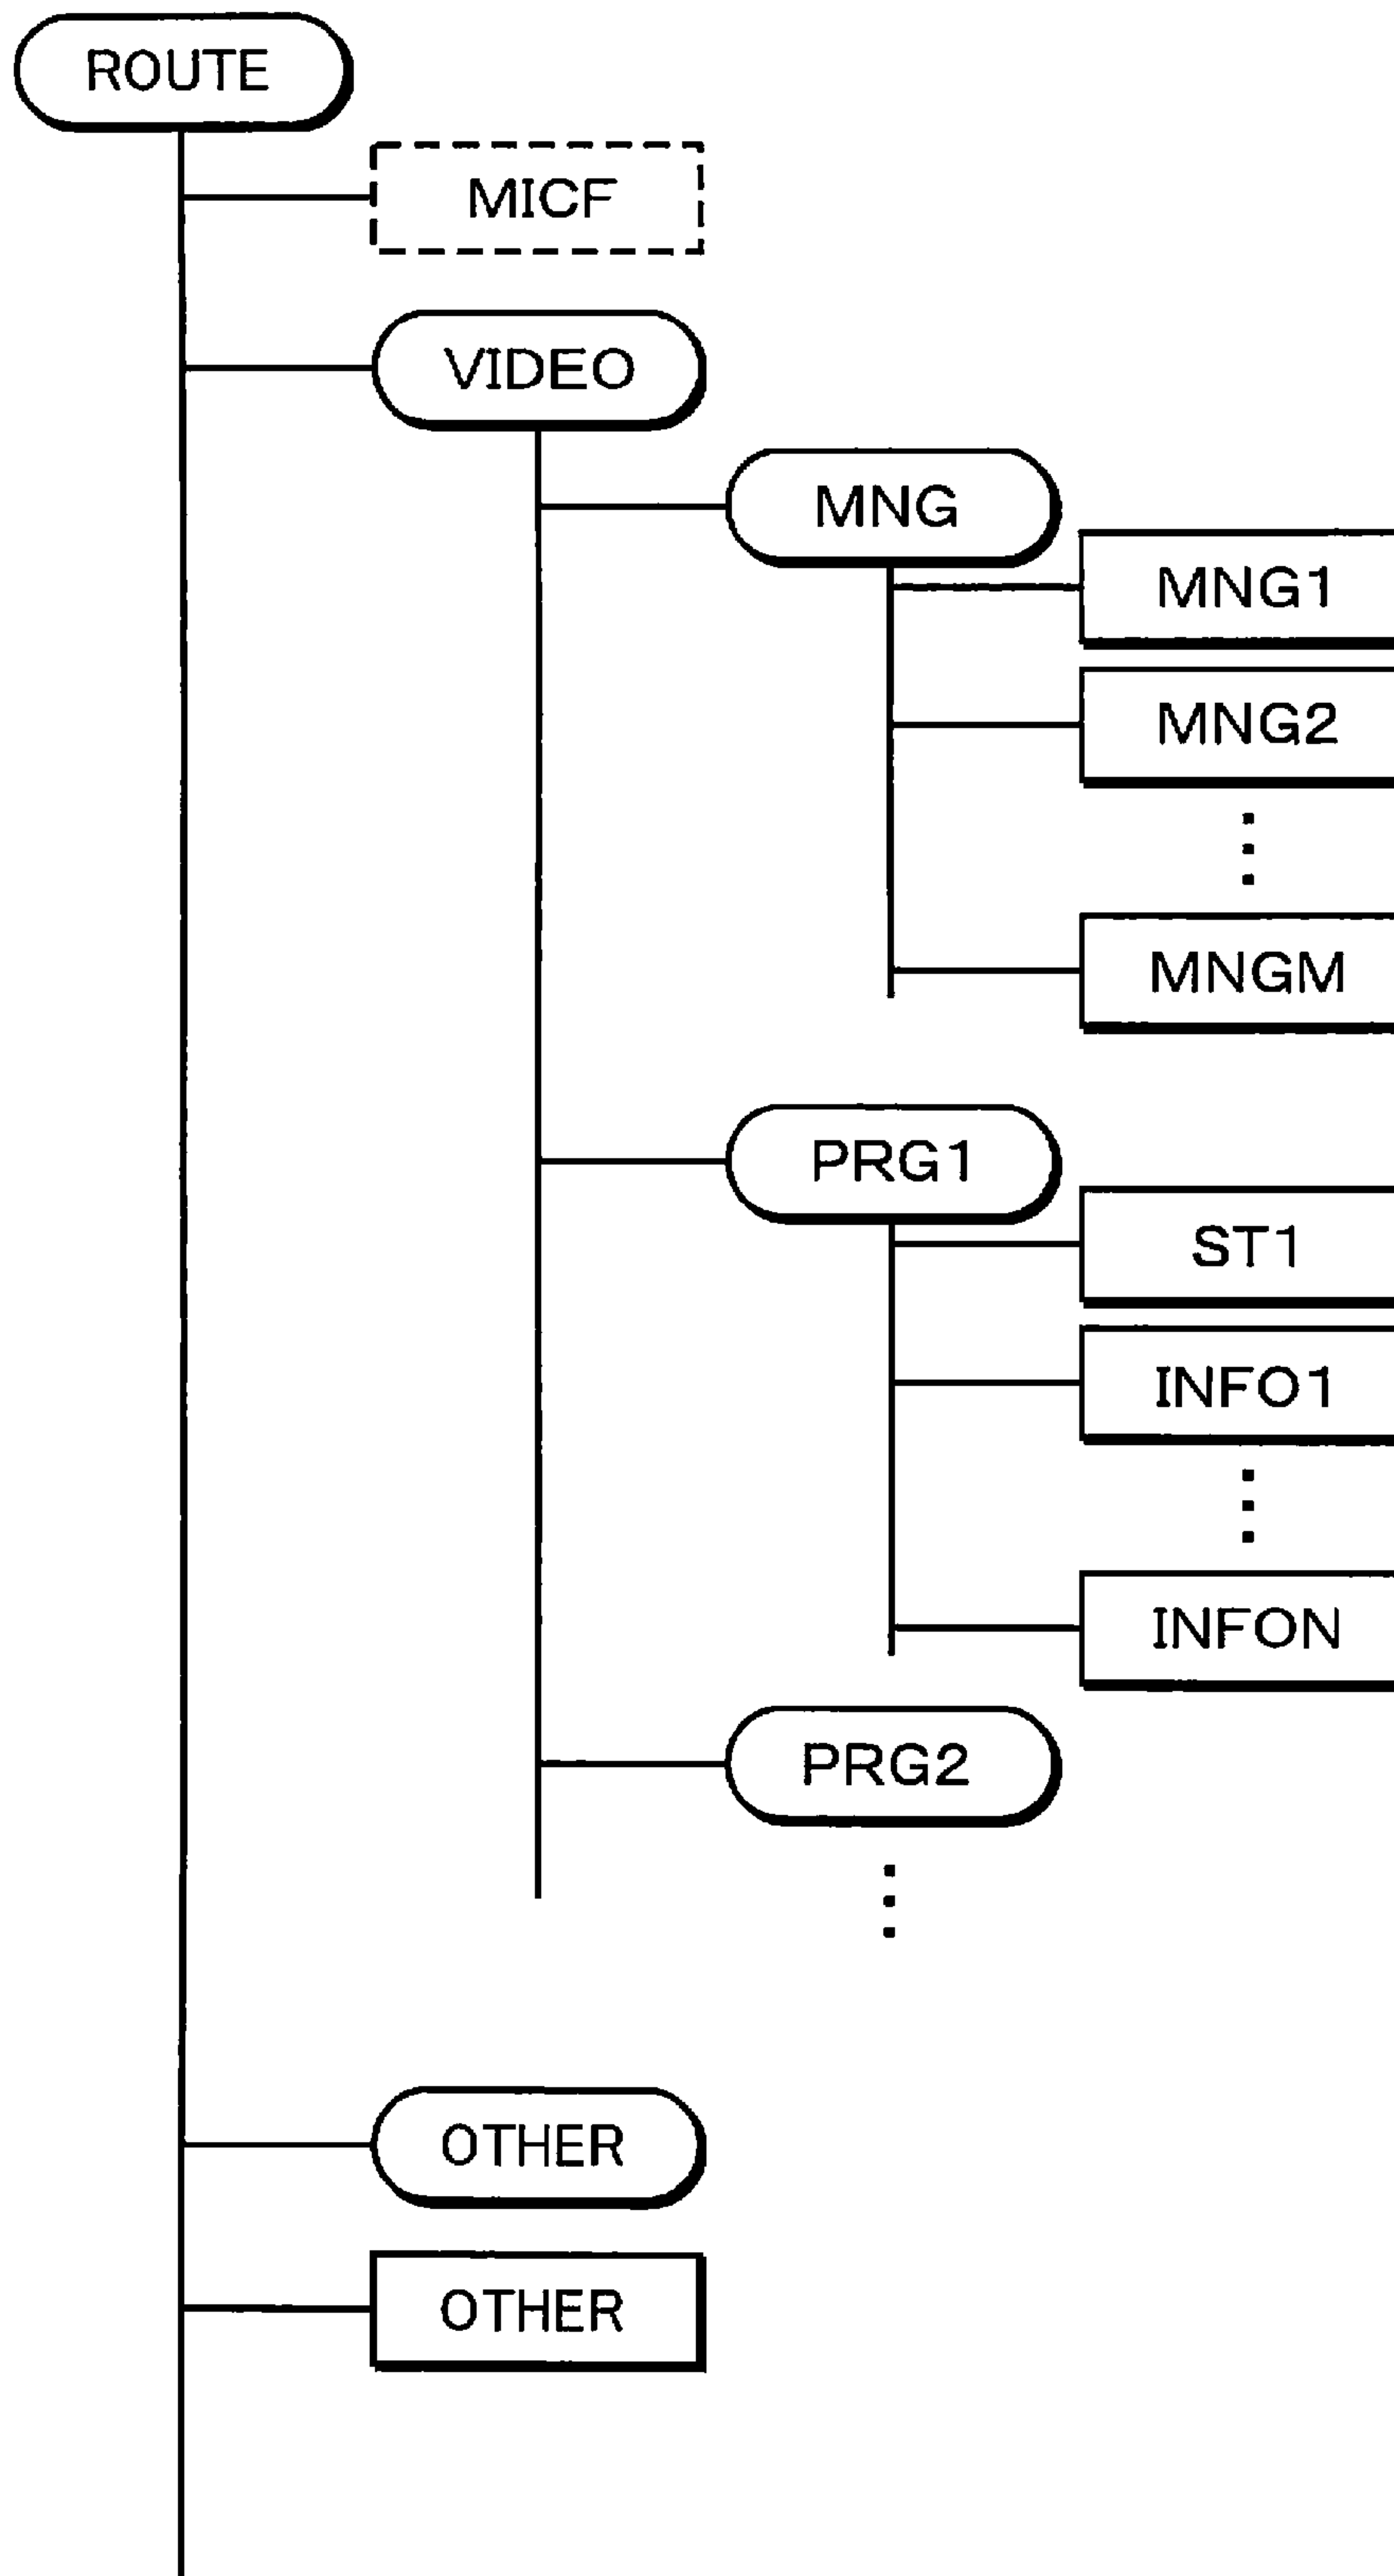 ROUTE
MICF
VIDEO
MNG
MNG1
MNG2
MNGM
PRG1
ST1
INFO1
INFON
PRG2
OTHER
OTHER